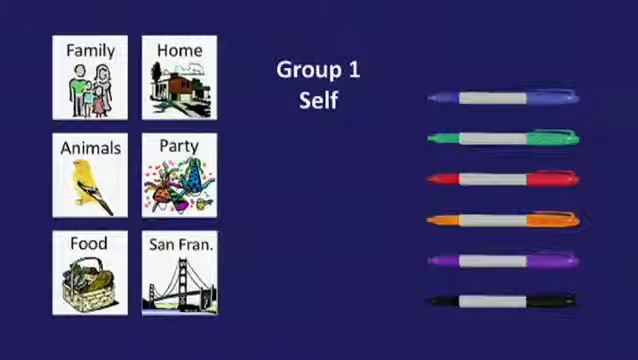 Family
Home
Group 1
Self
Animals
Party
Food
San Fran.